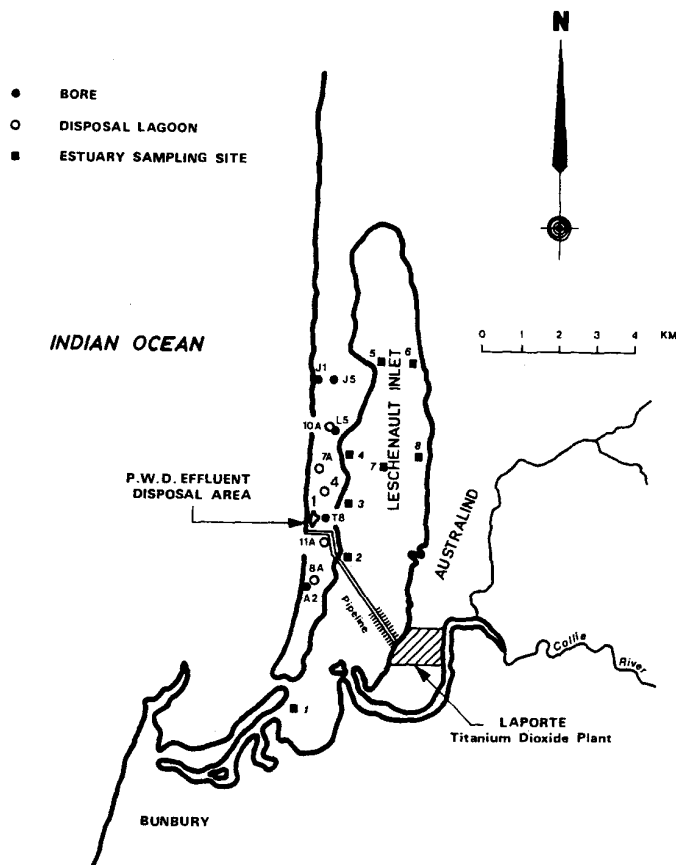 N
BORE
DISPOSAL LAGOON
ESTUARY SAMPLING SITE
0 1 2 4 KM
INDIAN OCEAN
5
6
J1
J5
LESCHENAULT INLET
10A
L5
4
8
7A
7
4
P.W.D. EFFLUENT
DISPOSAL AREA
1
3
T8
AUSTRALIND
11A
2
8A
A2
Pipeline
Collie
River
1
LAPORTE
Titanium Dioxide Plant
BUNBURY